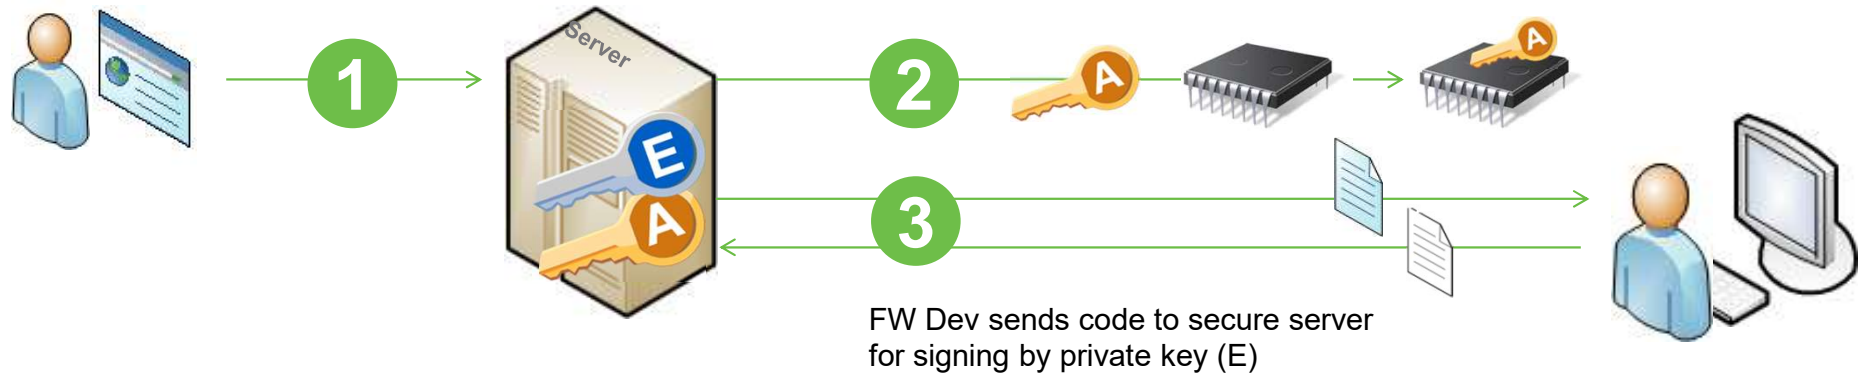 Server
1
2
A
A
E
A
3
FW Dev sends code to secure server
for signing by private key (E)